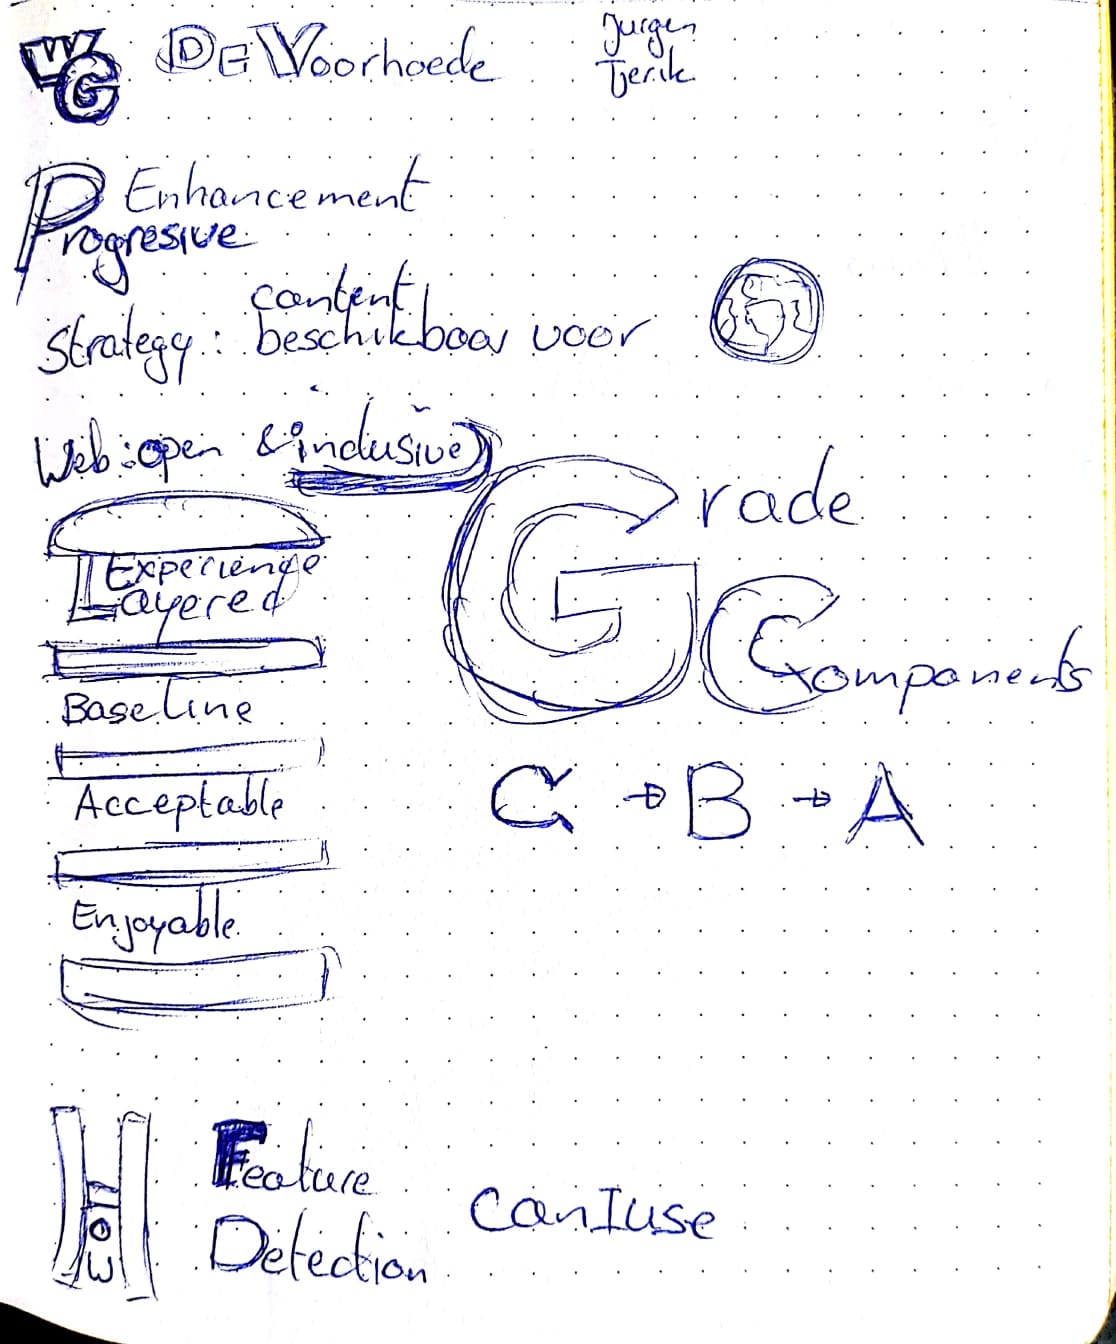 WG De Voorhoede
Jurgen
Tjerik
Enhancement
Progresive
content
Strategy: beschikbaar voor
Web: open & inclusive
Grade
Components
Experience
Layered
Baseline
Acceptable
Enjoyable
C → B → A
How
Feature
Detection
CanIuse